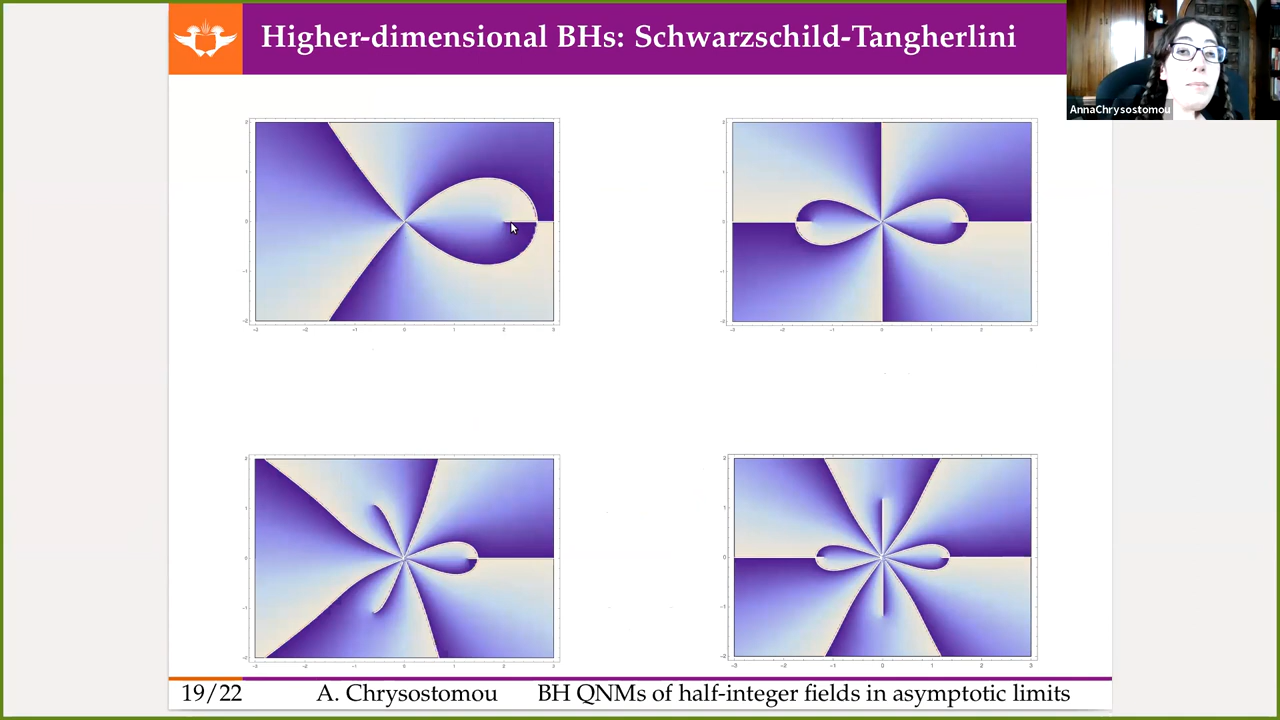 Higher-dimensional BHs: Schwarzschild-Tangherlini
AnnaChrysostomou
19/22 A. Chrysostomou BH QNMs of half-integer fields in asymptotic limits